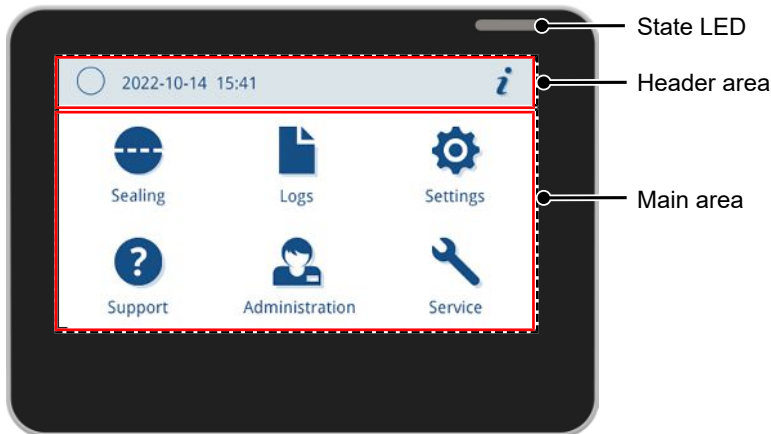 State LED
2022-10-14 15:41 i
Header area
Sealing Logs Settings
Main area
? 
Support Administration Service